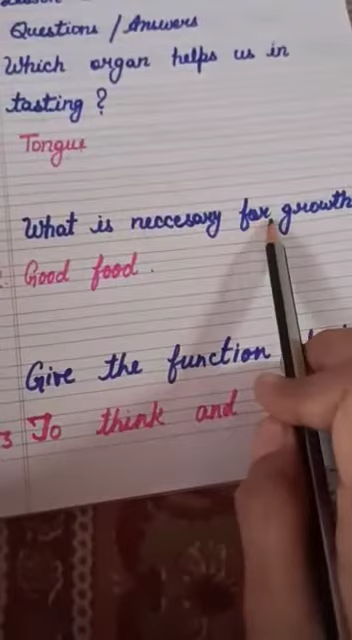 Questions / Answers
Which organ helps us in
tasting ?
Tongue
What is neccesary for growth
Good food.
Give the function
3 To think and